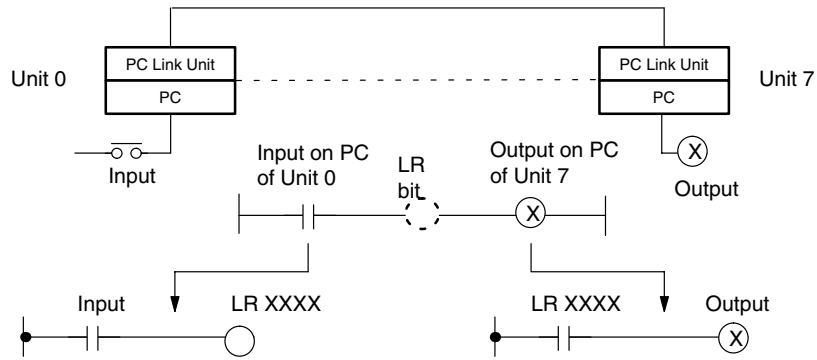 PC Link Unit
PC
Unit 0
PC Link Unit
PC
Unit 7
Input
Input on PC
of Unit 0
LR
bit
Output on PC
of Unit 7
X
Output
X
Input
LR XXXX
LR XXXX
Output
X